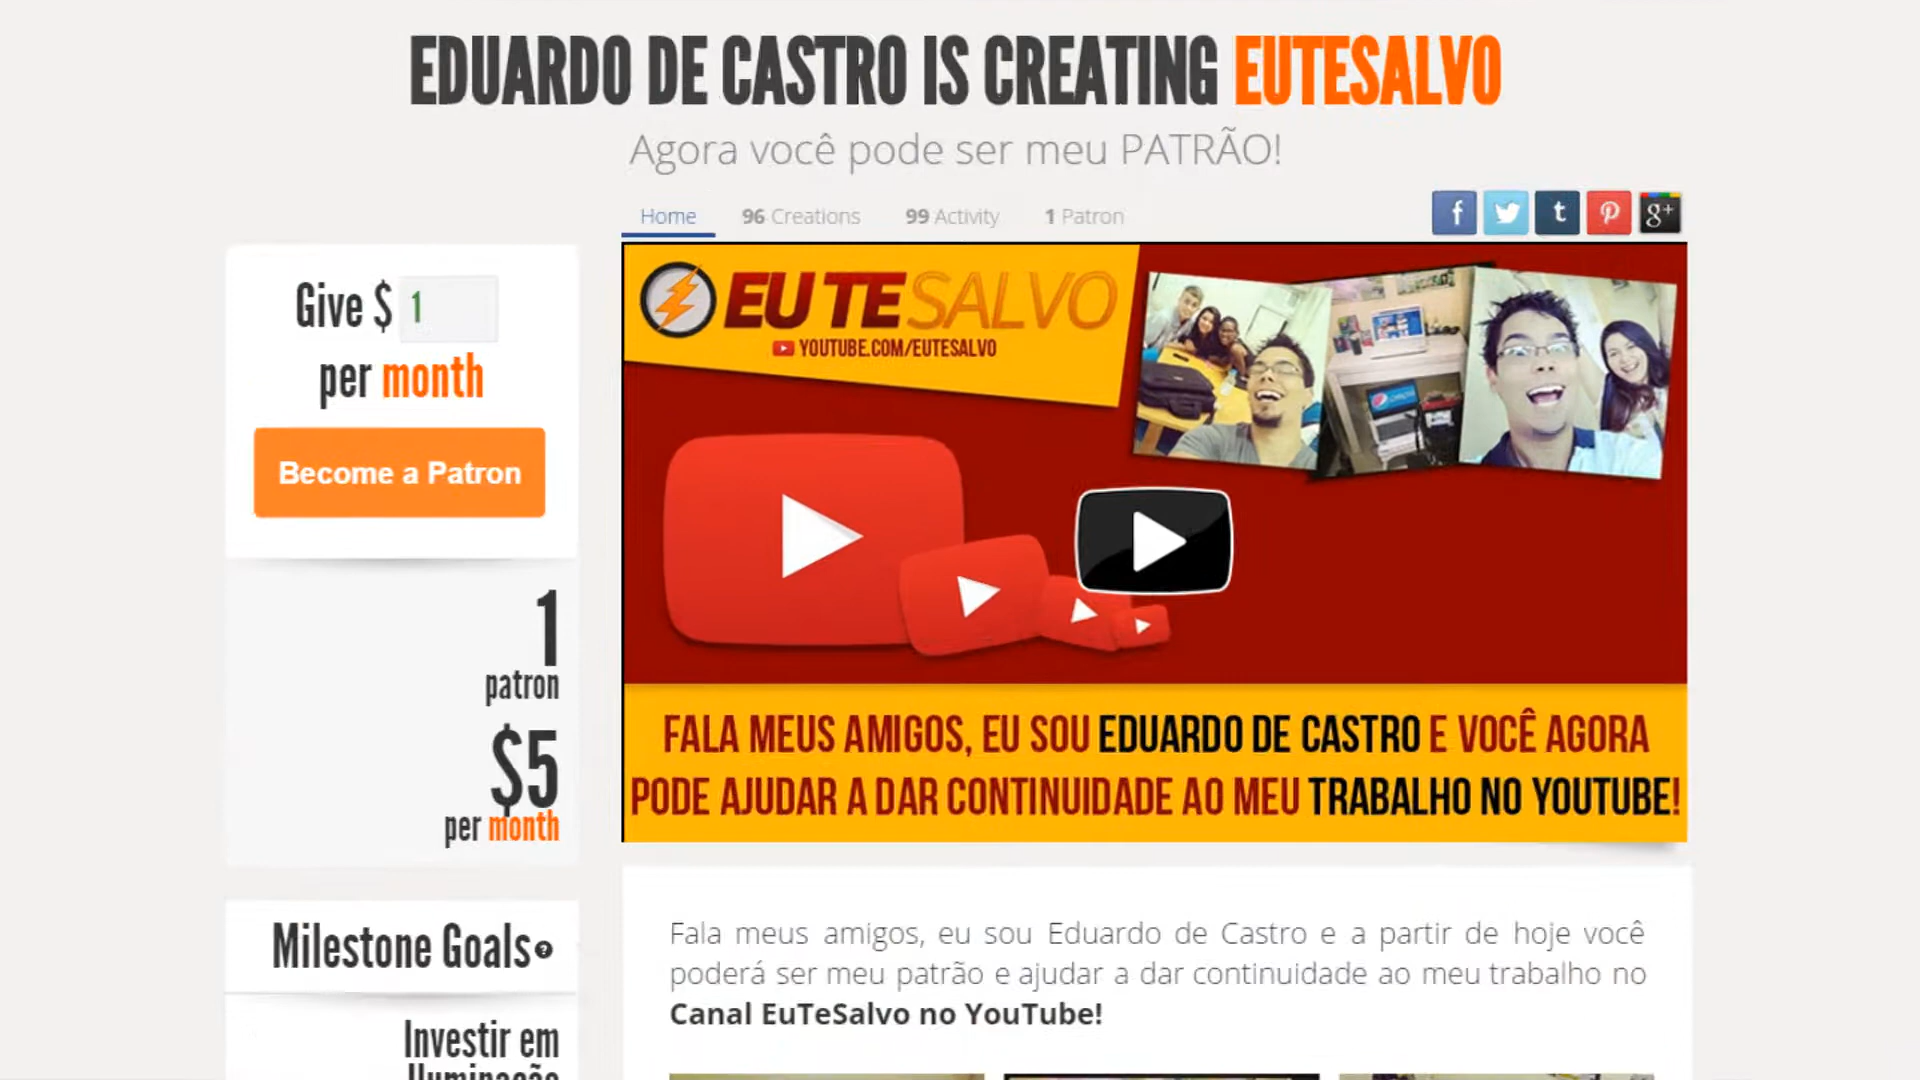 EDUARDO DE CASTRO IS CREATING EUTESALVO
Agora você pode ser meu PATRÃO!
Home 96 Creations 99 Activity 1 Patron
f t p g+
Give $ 1
per month
Become a Patron
1
patron
$5
per month
Milestone Goals ?
Investir em
Iluminação
EU TE SALVO
YOUTUBE.COM/EUTESALVO
FALA MEUS AMIGOS, EU SOU EDUARDO DE CASTRO E VOCÊ AGORA
PODE AJUDAR A DAR CONTINUIDADE AO MEU TRABALHO NO YOUTUBE!
Fala meus amigos, eu sou Eduardo de Castro e a partir de hoje você
poderá ser meu patrão e ajudar a dar continuidade ao meu trabalho no
Canal EuTeSalvo no YouTube!